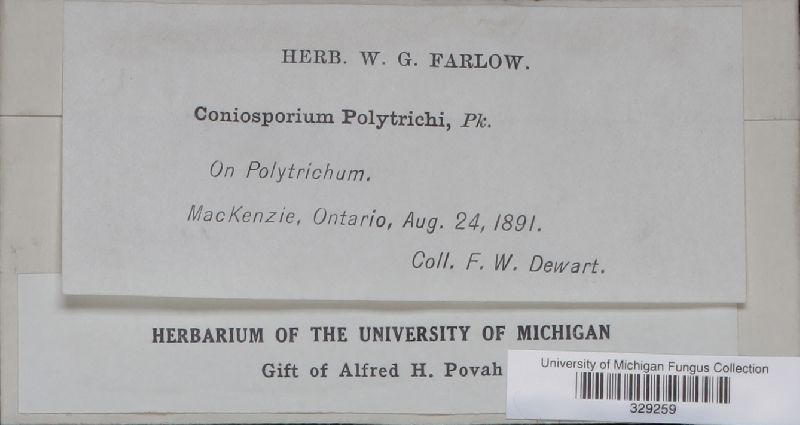 HERB. W. G. FARLOW.
Coniosporium Polytrichi, Pk.
On Polytrichum.
MacKenzie, Ontario, Aug. 24, 1891.
Coll. F. W. Dewart.
HERBARIUM OF THE UNIVERSITY OF MICHIGAN
Gift of Alfred H. Povah
University of Michigan Fungus Collection
329259